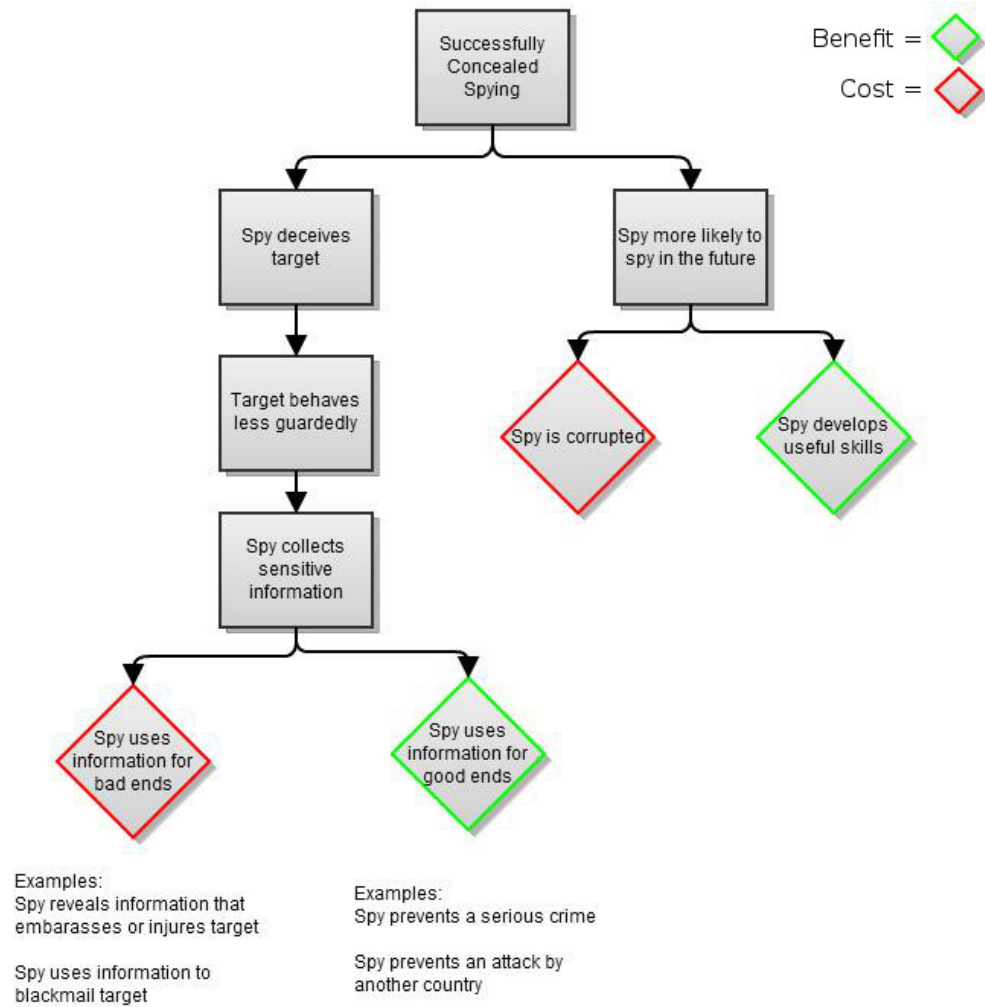 Successfully
Concealed
Spying
Benefit =
Cost =
Spy deceives
target
Spy more likely to
spy in the future
Target behaves
less guardedly
Spy is corrupted
Spy develops
useful skills
Spy collects
sensitive
information
Spy uses
information for
bad ends
Spy uses
information for
good ends
Examples:
Spy reveals information that
embarasses or injures target
Spy uses information to
blackmail target
Examples:
Spy prevents a serious crime
Spy prevents an attack by
another country